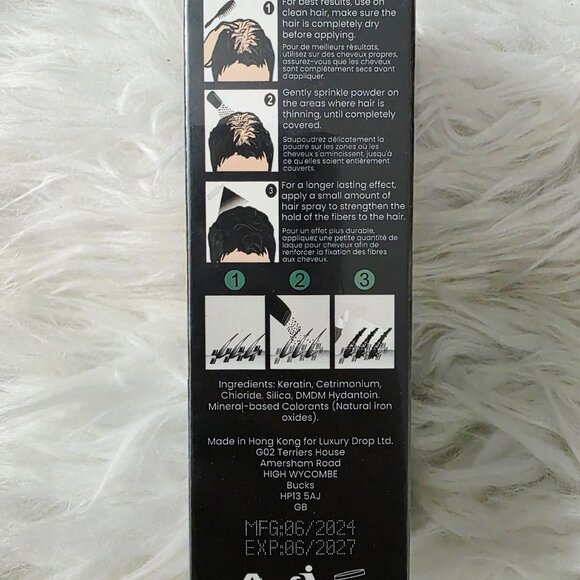 1
For best results, use on
clean hair, make sure the
hair is completely dry
before applying.
Pour de meilleurs résultats,
utilisez sur des cheveux propres,
assurez-vous que les cheveux
sont complètement secs avant
d'appliquer.
2
Gently sprinkle powder on
the areas where hair is
thinning, until completely
covered.
Saupoudrez délicatement la
poudre sur les zones où les
cheveux s'amincissent, jusqu'à
ce qu'elles soient entièrement
couverts.
3
For a longer lasting effect,
apply a small amount of
hair spray to strengthen the
hold of the fibers to the hair.
Pour un effet plus durable,
appliquez une petite quantité de
laque pour cheveux afin de
renforcer la fixation des fibres
aux cheveux.
1 2 3
Ingredients: Keratin, Cetrimonium,
Chloride. Silica, DMDM Hydantoin.
Mineral-based Colorants (Natural iron
oxides).
Made in Hong Kong for Luxury Drop Ltd.
G02 Terriers House
Amersham Road
HIGH WYCOMBE
Bucks
HP13 5AJ
GB
MFG:06/2024
EXP:06/2027